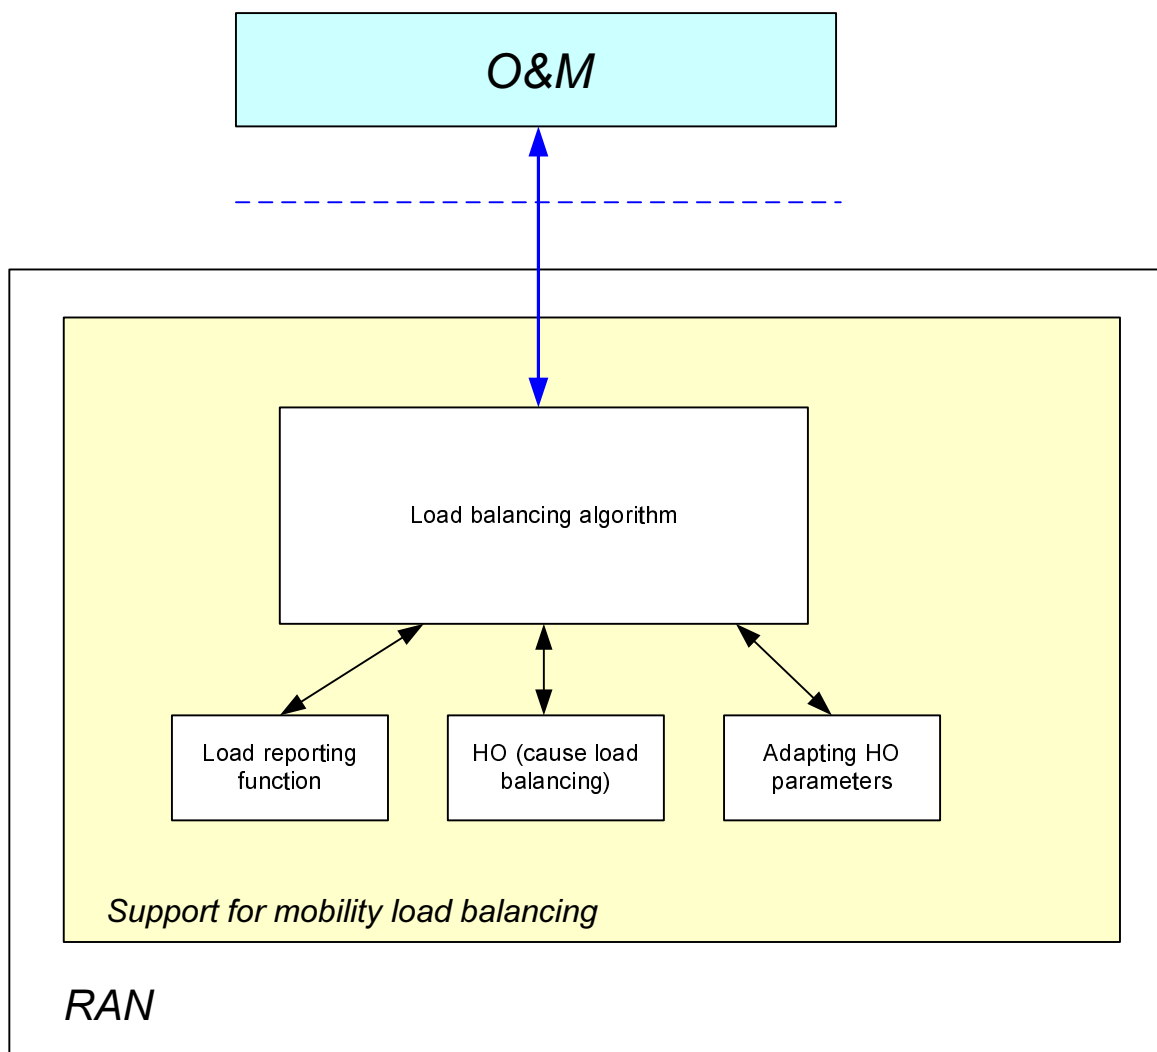 O&M
Load balancing algorithm
Load reporting
function
HO (cause load
balancing)
Adapting HO
parameters
Support for mobility load balancing
RAN